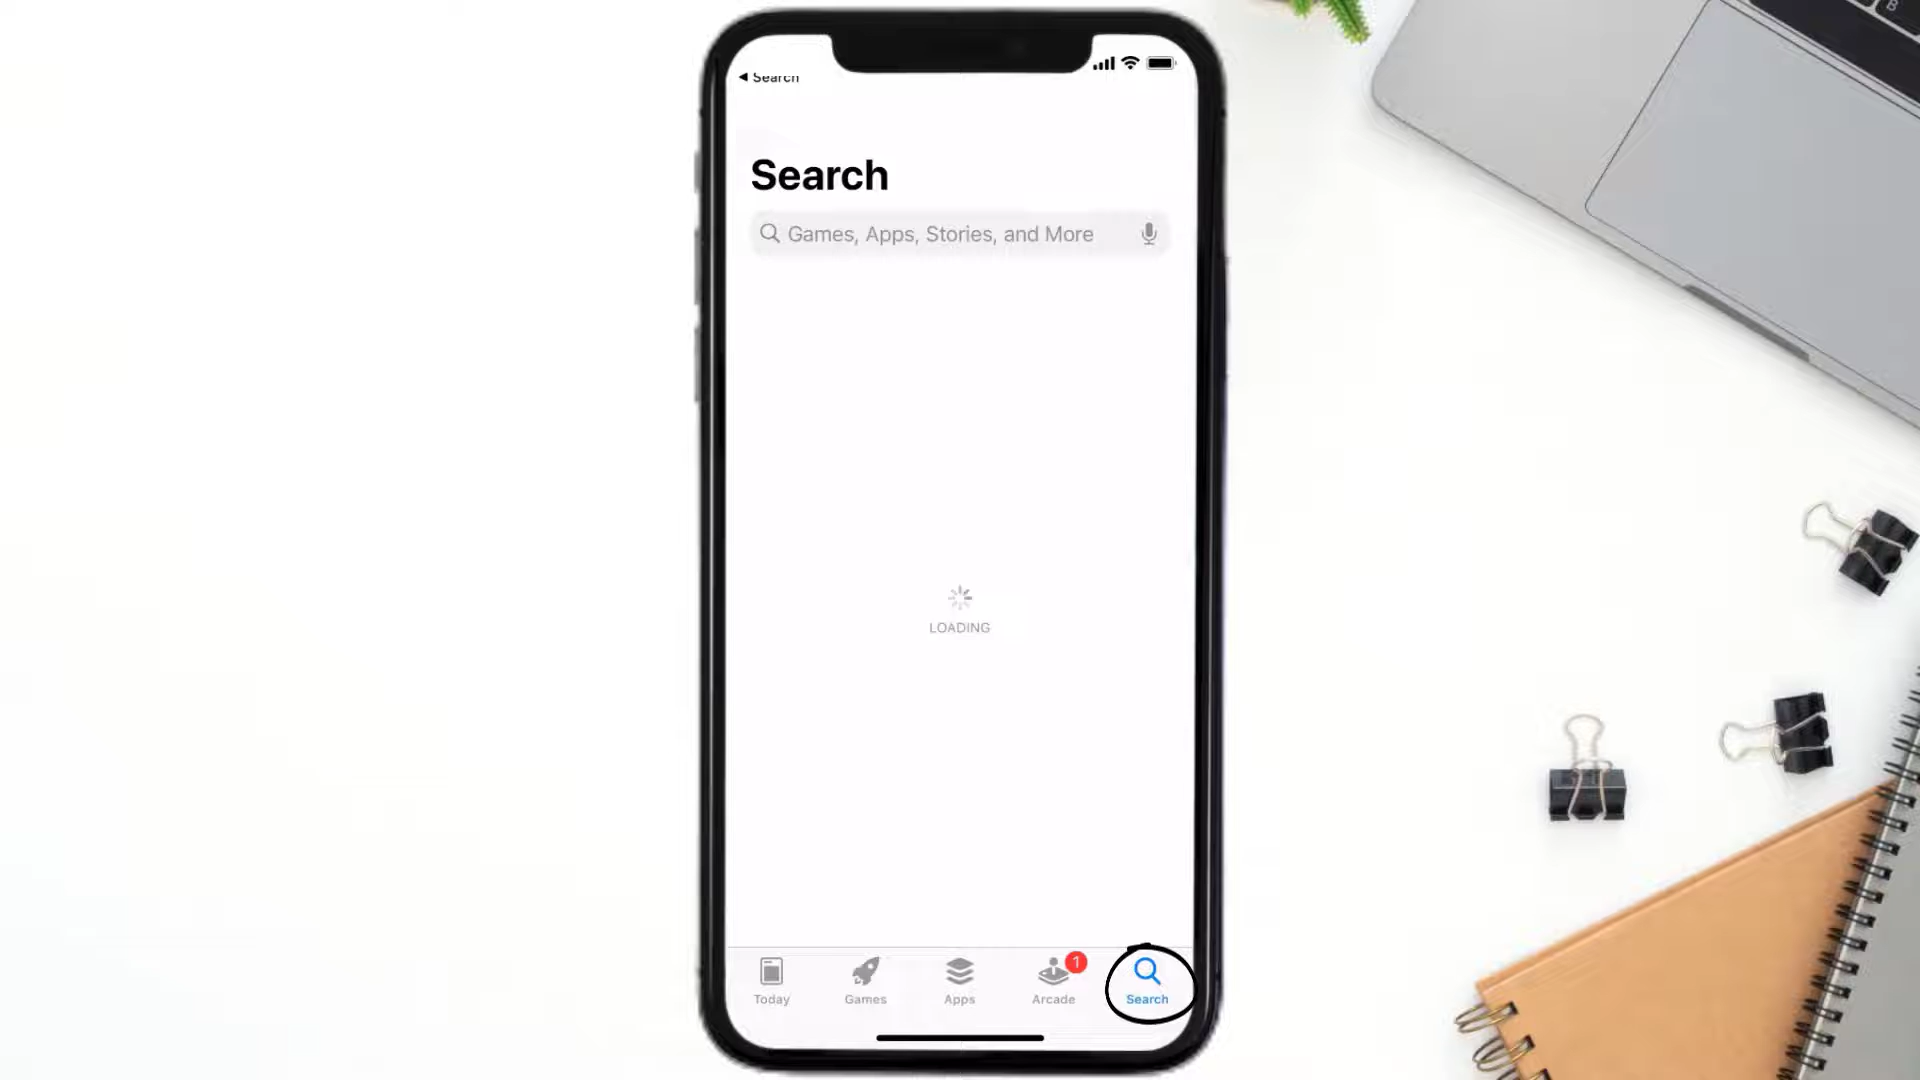 Search
Search
Games, Apps, Stories, and More
LOADING
1
Today
Games
Apps
Arcade
Search
B